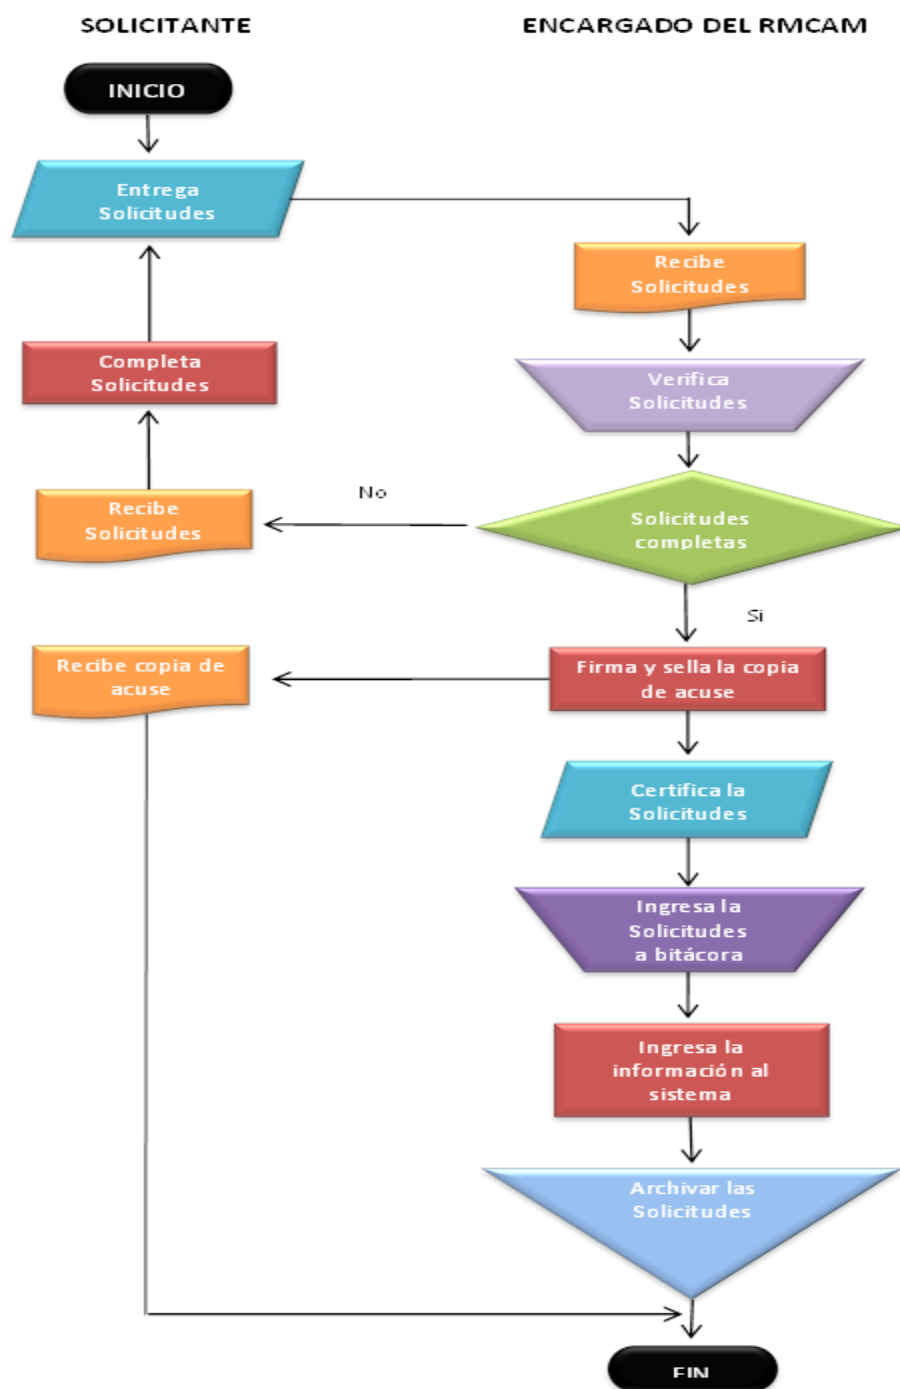 SOLICITANTE
ENCARGADO DEL RMCAM
INICIO
Entrega
Solicitudes
Recibe
Solicitudes
Completa
Solicitudes
Verifica
Solicitudes
No
Recibe
Solicitudes
Solicitudes
completas
Si
Recibe copia de
acuse
Firma y sella la copia
de acuse
Certifica la
Solicitudes
Ingresa la
Solicitudes
a bitácora
Ingresa la
información al
sistema
Archivar las
Solicitudes
FIN